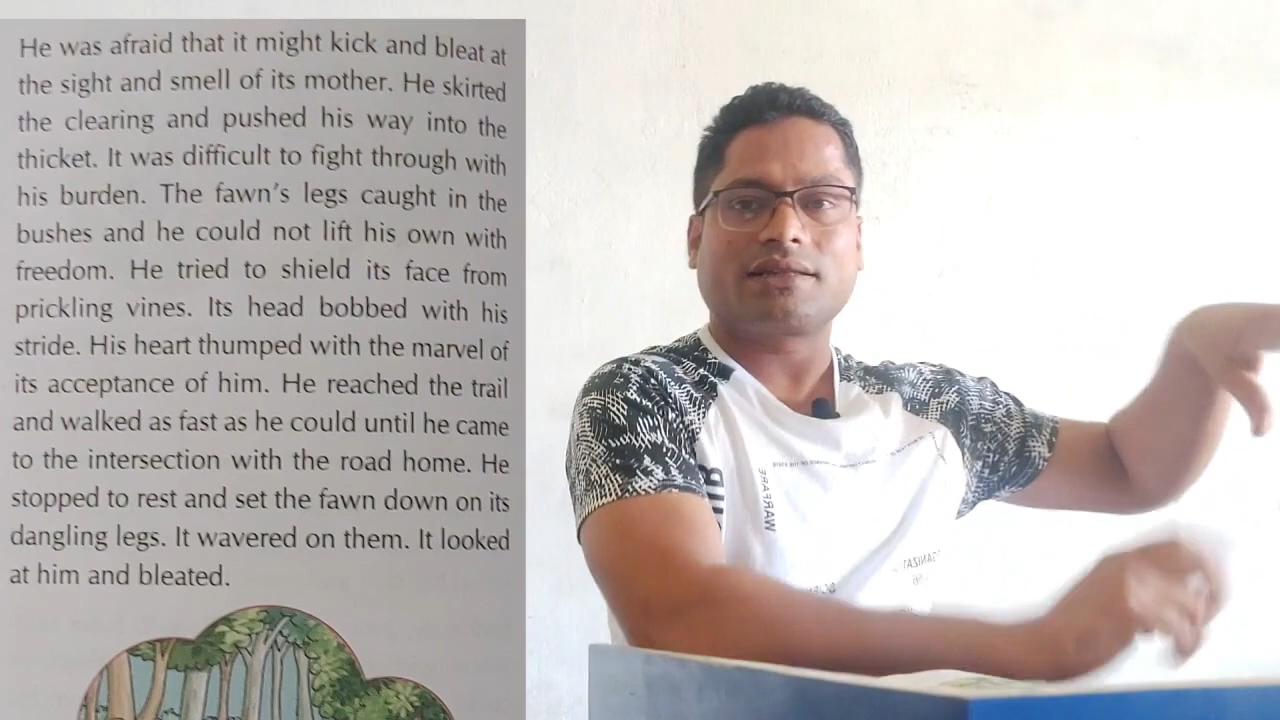 He was afraid that it might kick and bleat at
the sight and smell of its mother. He skirted
the clearing and pushed his way into the
thicket. It was difficult to fight through with
his burden. The fawn's legs caught in the
bushes and he could not lift his own with
freedom. He tried to shield its face from
prickling vines. Its head bobbed with his
stride. His heart thumped with the marvel of
its acceptance of him. He reached the trail
and walked as fast as he could until he came
to the intersection with the road home. He
stopped to rest and set the fawn down on its
dangling legs. It wavered on them. It looked
at him and bleated.
WARFARE